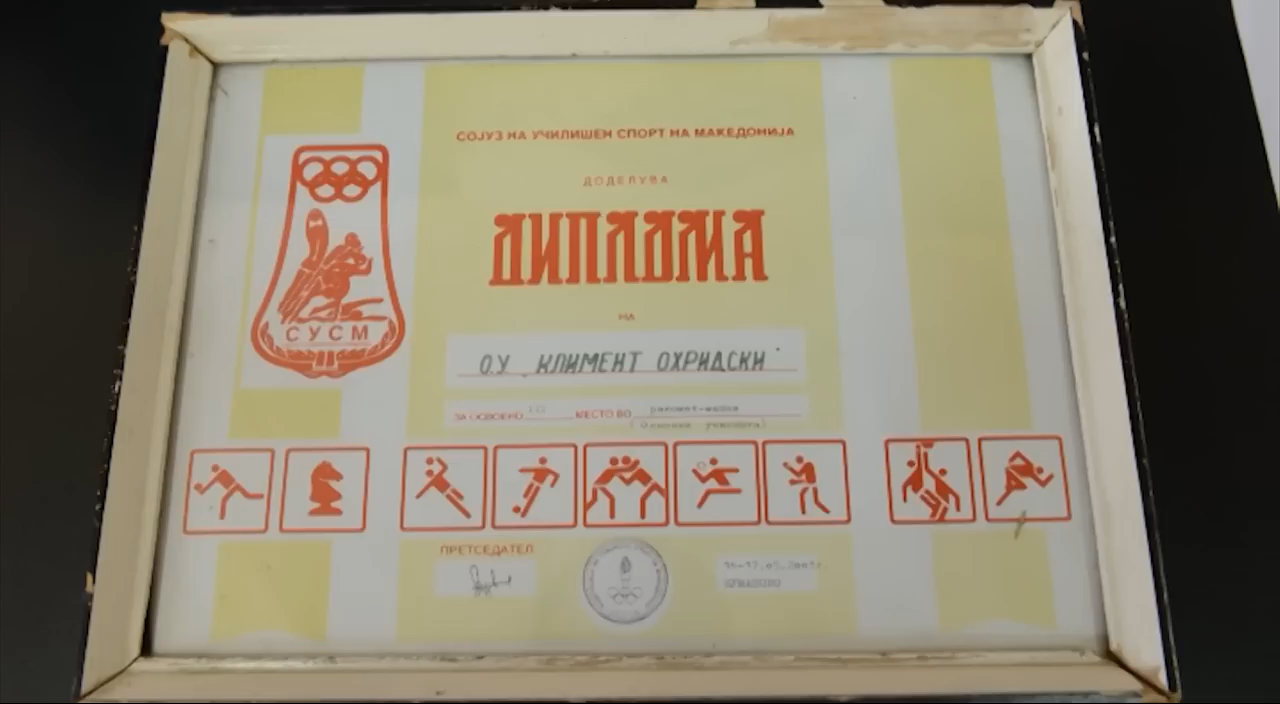 СОЈУЗ НА УЧИЛИШЕН СПОРТ НА МАКЕДОНИЈА
ДОДЕЛУВА
ДИПЛОМА
НА
СУСМ
О.У КЛИМЕНТ ОХРИДСКИ
ЗА ОСВОЕНО МЕСТО ВО
ПРЕТСЕДАТЕЛ